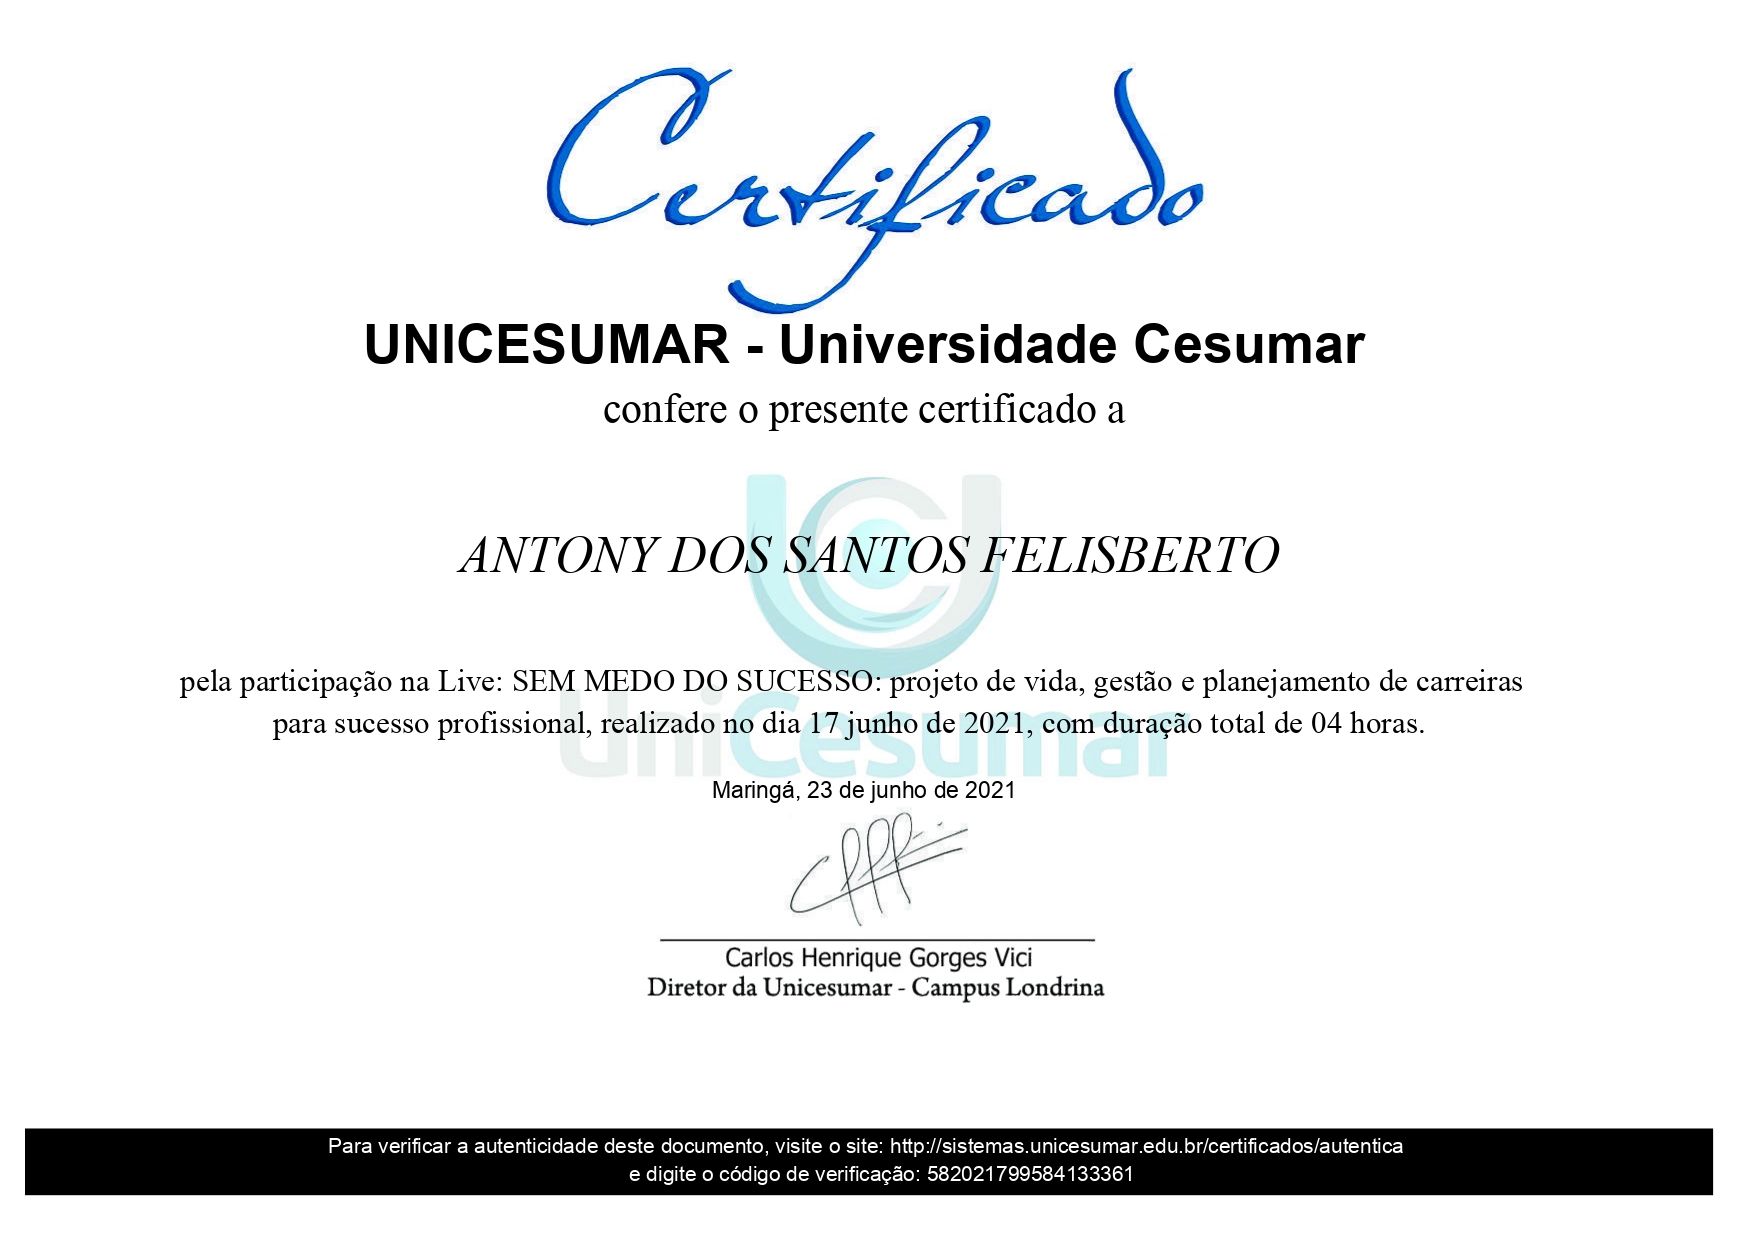 Certificado
UNICESUMAR - Universidade Cesumar
confere o presente certificado a
ANTONY DOS SANTOS FELISBERTO
pela participação na Live: SEM MEDO DO SUCESSO: projeto de vida, gestão e planejamento de carreiras
para sucesso profissional, realizado no dia 17 junho de 2021, com duração total de 04 horas.
UniCesumar
Maringá, 23 de junho de 2021
Carlos Henrique Gorges Vici
Diretor da Unicesumar - Campus Londrina
Para verificar a autenticidade deste documento, visite o site: http://sistemas.unicesumar.edu.br/certificados/autentica
e digite o código de verificação: 582021799584133361